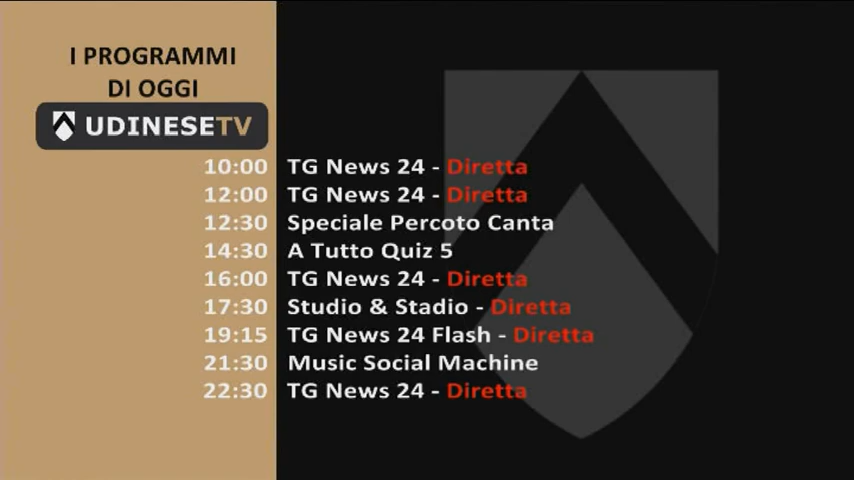 I PROGRAMMI
DI OGGI
UDINESETV
10:00 TG News 24 - Diretta
12:00 TG News 24 - Diretta
12:30 Speciale Percoto Canta
14:30 A Tutto Quiz 5
16:00 TG News 24 - Diretta
17:30 Studio & Stadio - Diretta
19:15 TG News 24 Flash - Diretta
21:30 Music Social Machine
22:30 TG News 24 - Diretta